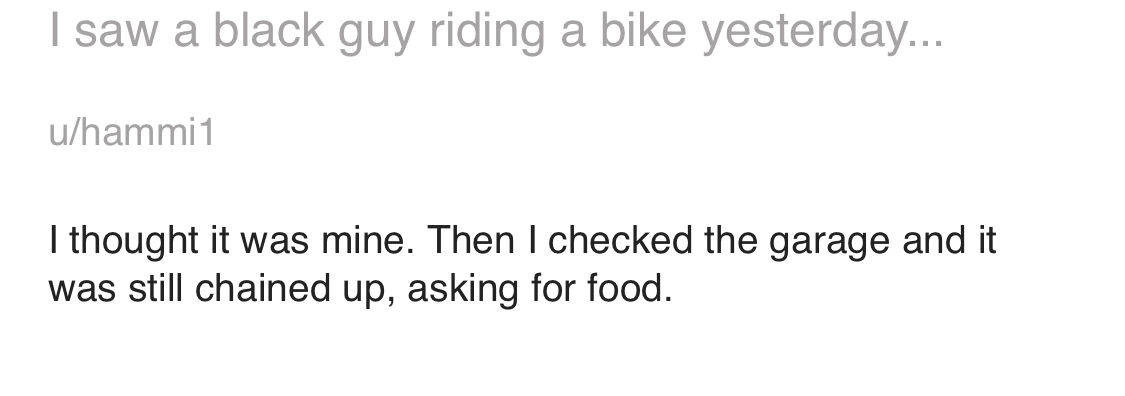 I saw a black guy riding a bike yesterday...
u/hammi1
I thought it was mine. Then I checked the garage and it
was still chained up, asking for food.